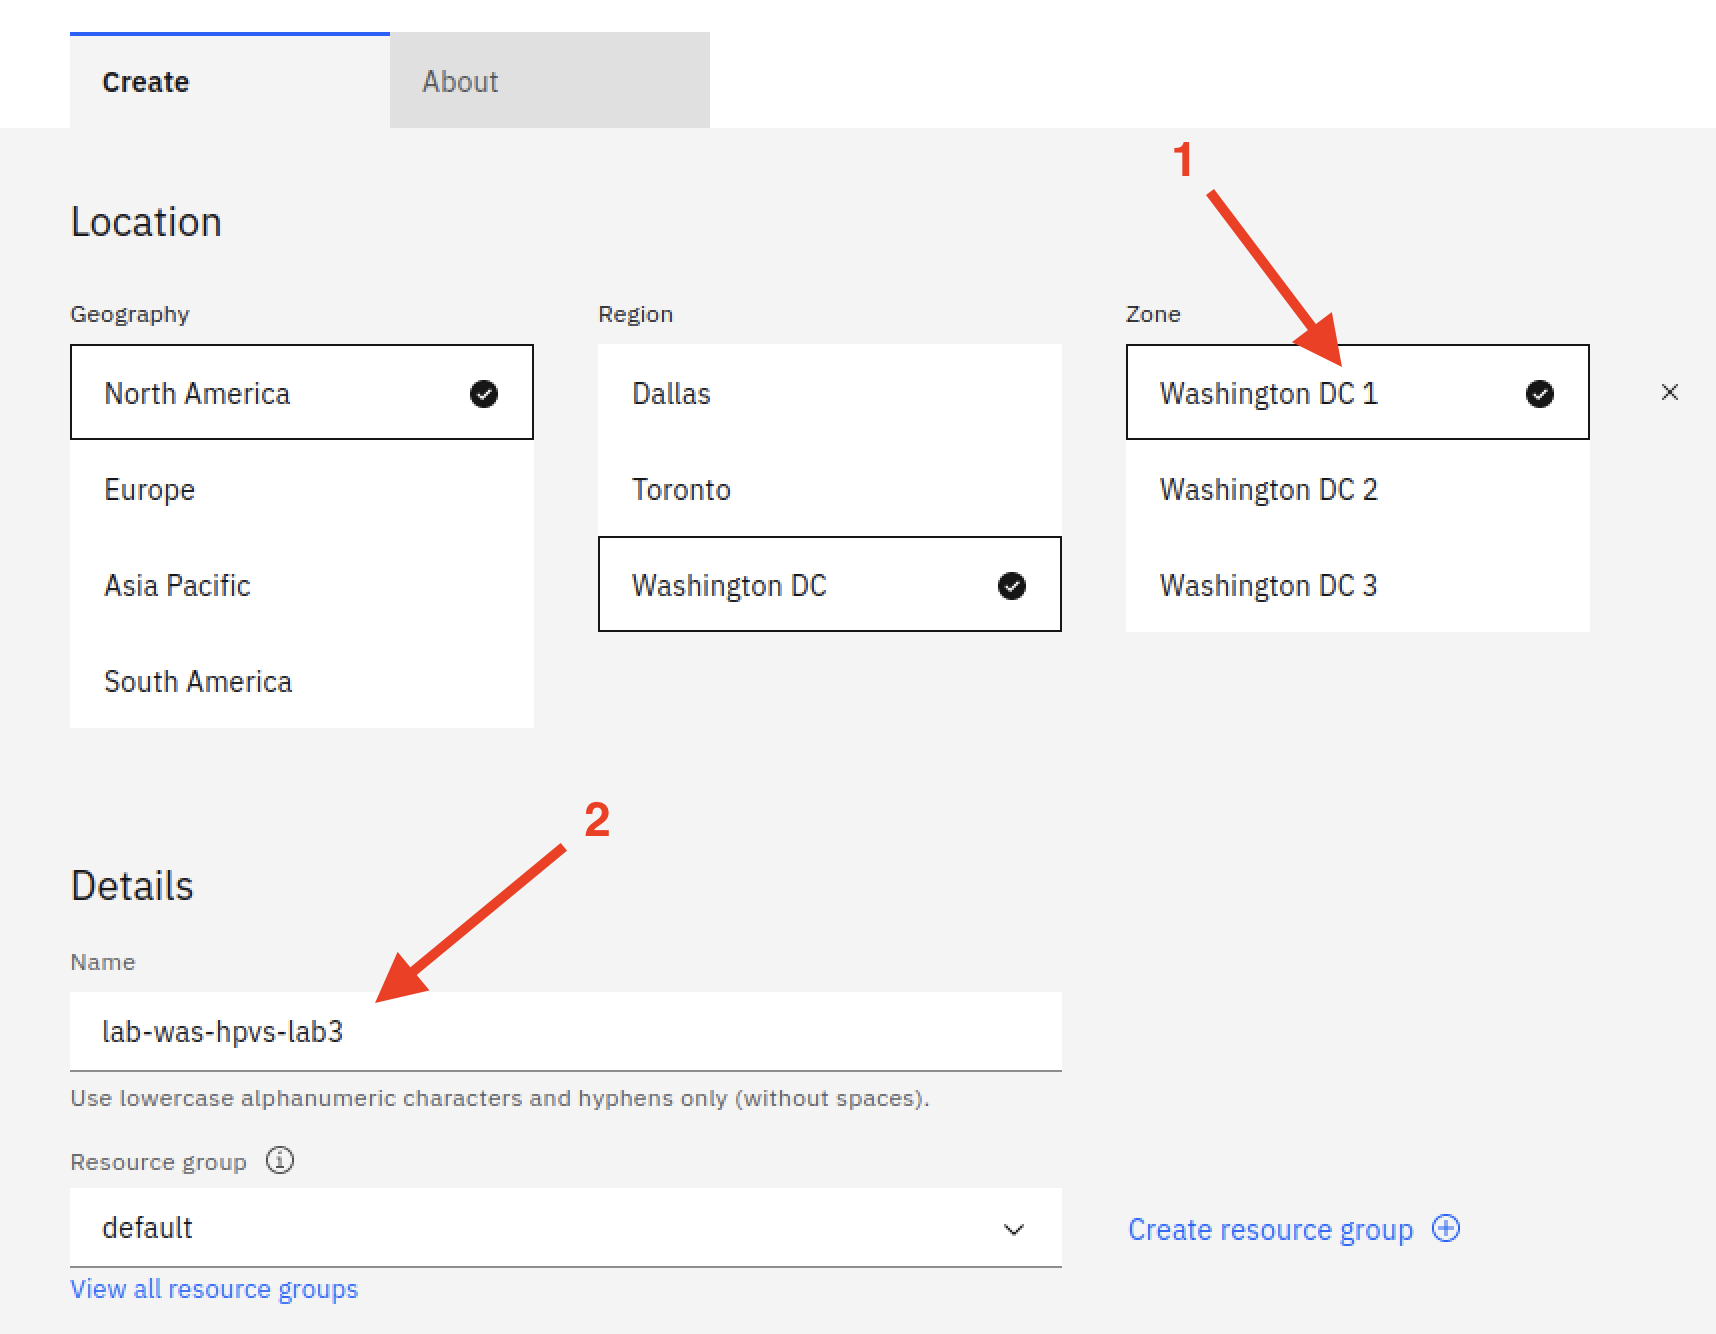 Create
About
1
Location
Geography
Region
Zone
North America
Dallas
Washington DC 1
Europe
Toronto
Washington DC 2
Asia Pacific
Washington DC
Washington DC 3
South America
2
Details
Name
lab-was-hpvs-lab3
Use lowercase alphanumeric characters and hyphens only (without spaces).
Resource group
default
Create resource group
View all resource groups